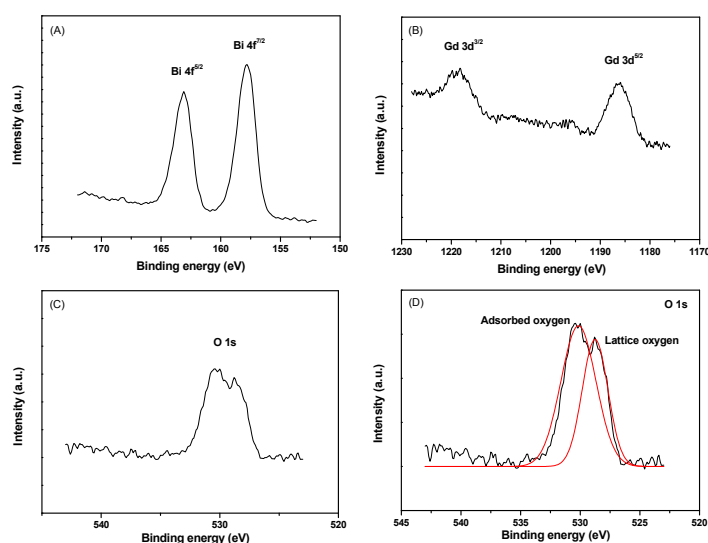 (A)
Bi 4f5/2
Bi 4f7/2
Intensity (a.u.)
175 170 165 160 155 150
Binding energy (eV)
(B)
Gd 3d3/2
Gd 3d5/2
Intensity (a.u.)
1230 1220 1210 1200 1190 1180 1170
Binding energy (eV)
(C)
O 1s
Intensity (a.u.)
540 530 520
Binding energy (eV)
(D)
O 1s
Adsorbed oxygen
Lattice oxygen
Intensity (a.u.)
545 540 535 530 525 520
Binding energy (eV)